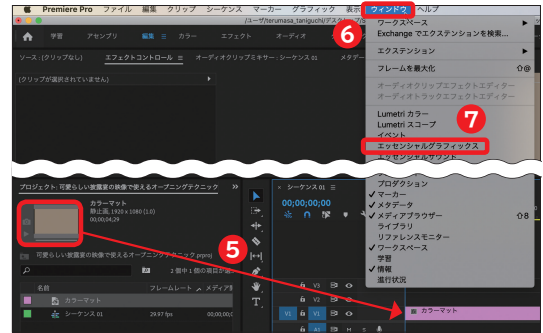 Premiere Pro ファイル 編集 クリップ シーケンス マーカー グラフィック 表示 ウィンドウ ヘルプ
/ユーザ/terumasa_taniguchi/デスクトップ/
ワークスペース
Exchange でエクステンションを検索...
6
学習 アセンブリ 編集 カラー エフェクト オーディオ
エクステンション
ソース:(クリップなし) エフェクトコントロール オーディオクリップミキサー:シーケンス 01 メタデー
フレームを最大化 ⇧@
(クリップが選択されていません)
オーディオクリップエフェクトエディター
オーディオトラックエフェクトエディター
Lumetri カラー
Lumetri スコープ
7
イベント
エッセンシャルグラフィックス
エッセンシャルサウンド
プロダクション
プロジェクト: 可愛らしい披露宴の映像で使えるオープニングテクニック
シーケンス 01
マーカー
カラーマット
静止画, 1920 x 1080 (1.0)
00;00;04;29
00;00;00;00
メタデータ
メディアブラウザー ⇧8
ライブラリ
リファレンスモニター
5
可愛らしい披露宴の映像で使えるオープニングテクニック.prproj
ワークスペース
1 個中 1 個の項目が選
学習
情報
名前 フレームレート メディア開
V3
進行状況
カラーマット
V2
シーケンス 01 29.97 fps 00;00;00;0
V1 V1 カラーマット
A1 M S